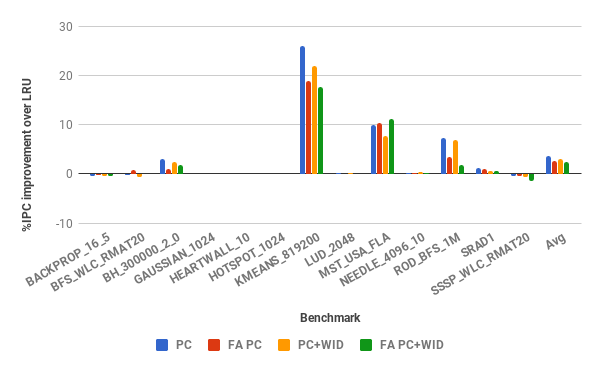 30
20
10
0
-10
%IPC improvement over LRU
BACKPROP_16_5
BFS_WLC_RMAT20
BH_300000_2_0
GAUSSIAN_1024
HEARTWALL_10
HOTSPOT_1024
KMEANS_819200
LUD_2048
MST_USA_FLA
NEEDLE_4096_10
ROD_BFS_1M
SRAD1
SSSP_WLC_RMAT20
Avg
Benchmark
PC FA PC PC+WID FA PC+WID